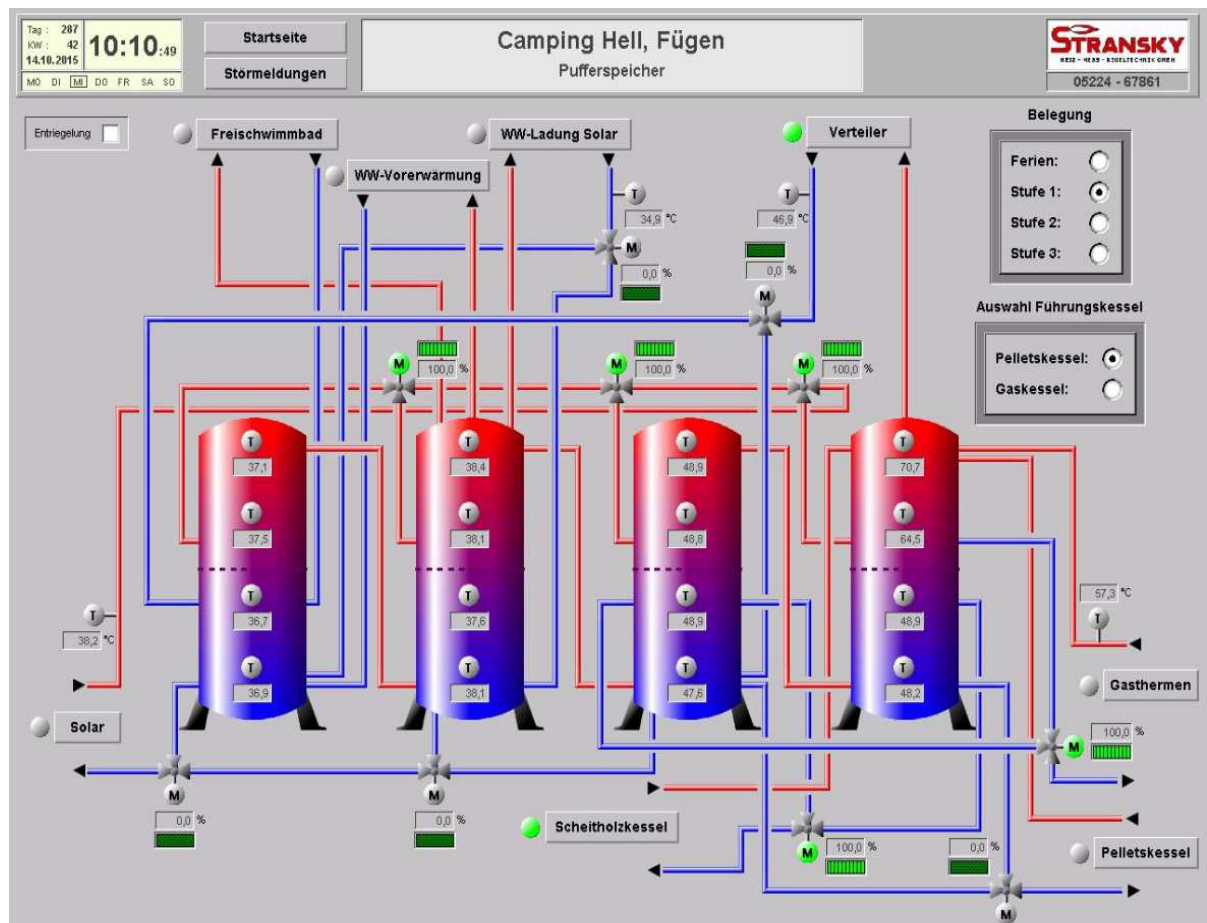 Tag : 287
KW : 42
14.10.2015
10:10:49
MO DI MI DO FR SA SO
Startseite
Störmeldungen
Camping Hell, Fügen
Pufferspeicher
STRANSKY
HEIZ - MESS - REGELTECHNIK GMBH
05224 - 67861
Entriegelung
Freischwimmbad
WW-Ladung Solar
Verteiler
WW-Vorerwärmung
T
34,9 °C
M
0,0 %
T
46,9 °C
0,0 %
M
Belegung
Ferien:
Stufe 1:
Stufe 2:
Stufe 3:
Auswahl Führungskessel
Pelletskessel:
Gaskessel:
M
100,0 %
M
100,0 %
M
100,0 %
T T T T
37,1 38,4 48,9 70,7
T T T T
37,5 38,1 48,8 64,5
T T T T
36,7 37,6 48,9 48,9
T T T T
36,9 38,1 47,6 48,2
T
38,2 °C
57,3 °C
T
Gasthermen
Solar
100,0 %
M
M
0,0 %
M
0,0 %
Scheitholzkessel
M
100,0 %
0,0 %
M
Pelletskessel